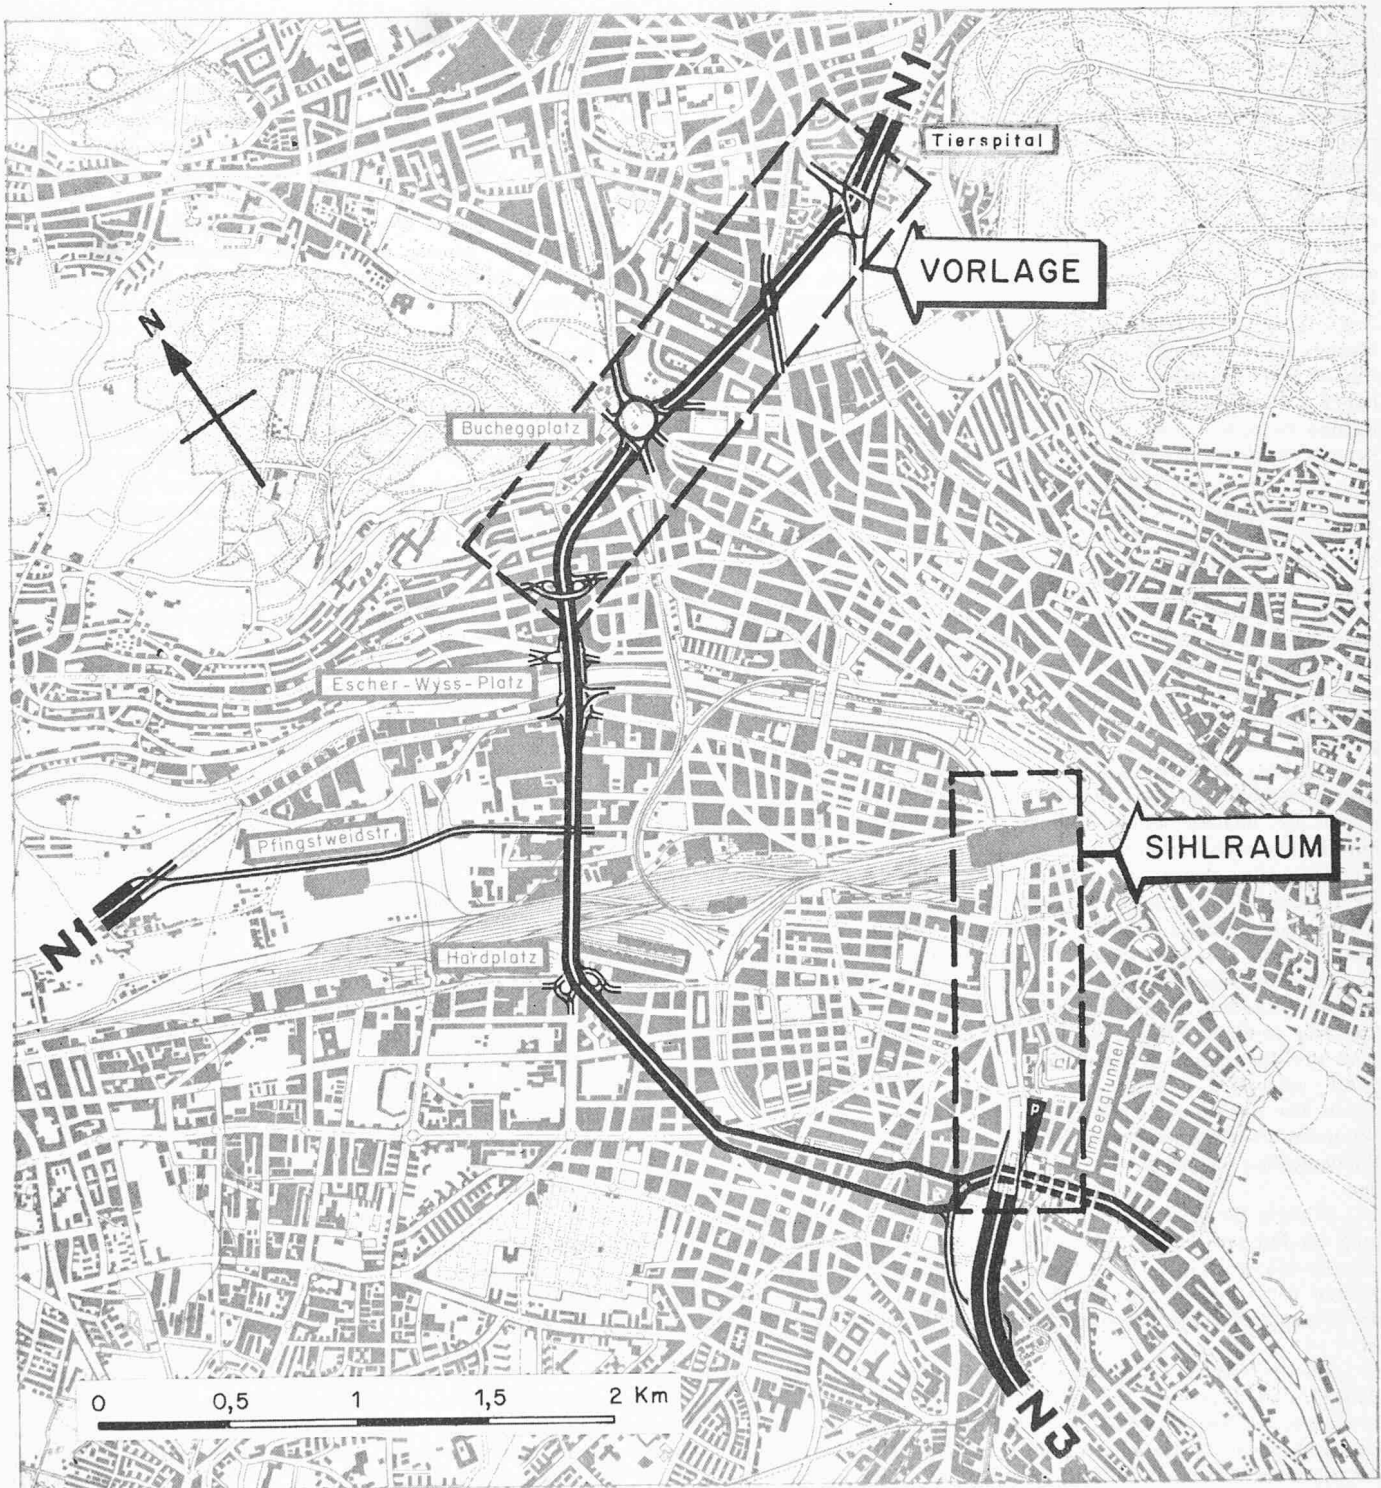 N1
Tierspital
VORLAGE
N
Bucheggplatz
Escher-Wyss-Platz
SIHLRAUM
Pfingstweidstr.
N1
Hardplatz
P
0 0,5 1 1,5 2 Km
N3